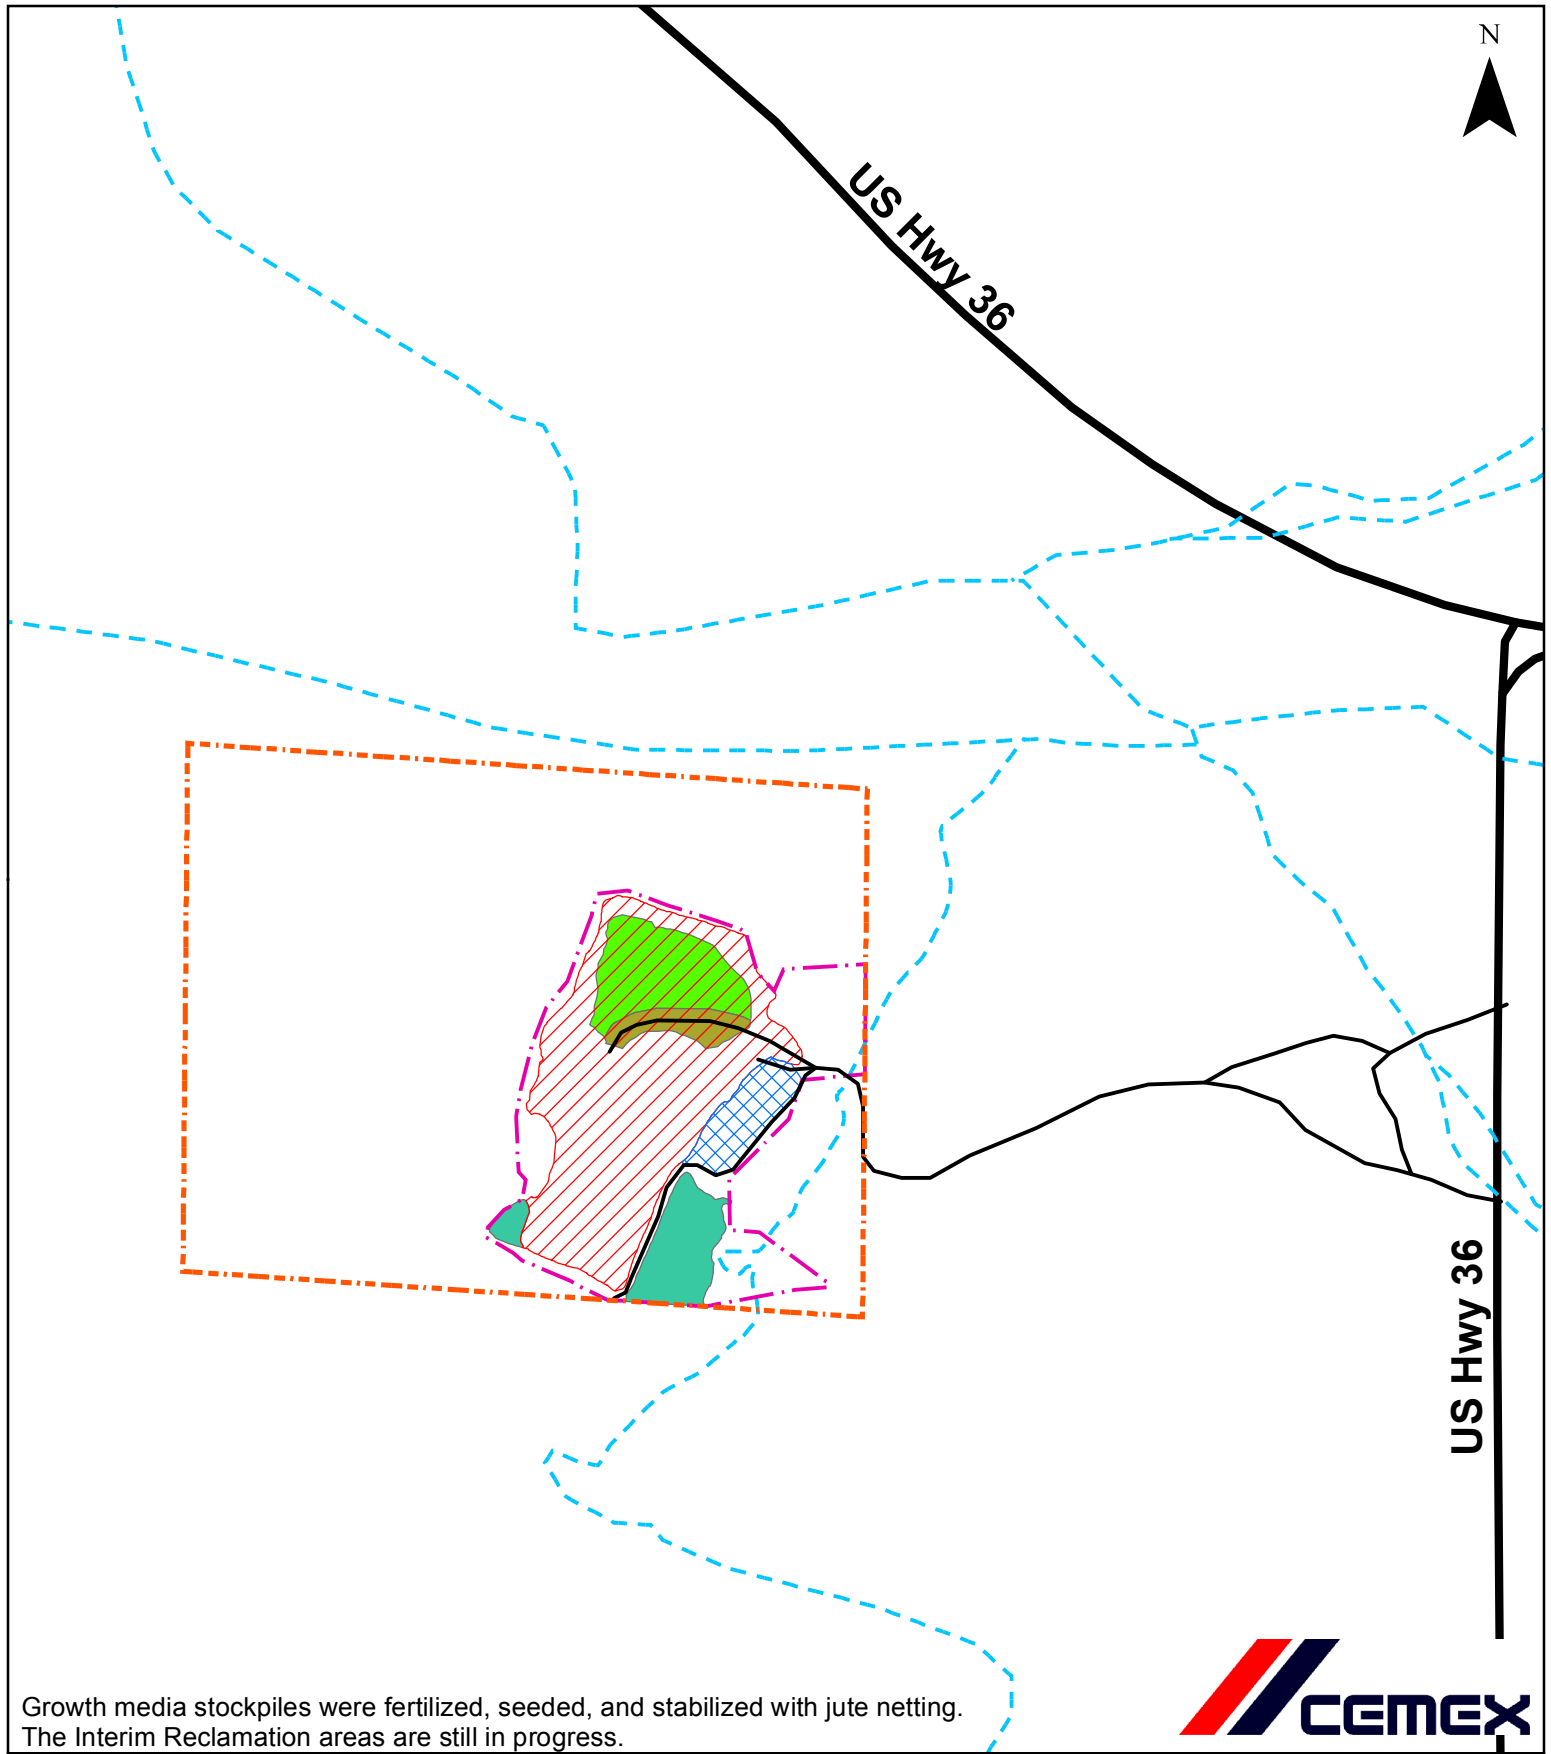 N
US Hwy 36
US Hwy 36
Growth media stockpiles were fertilized, seeded, and stabilized with jute netting.
The Interim Reclamation areas are still in progress.
CEMEX